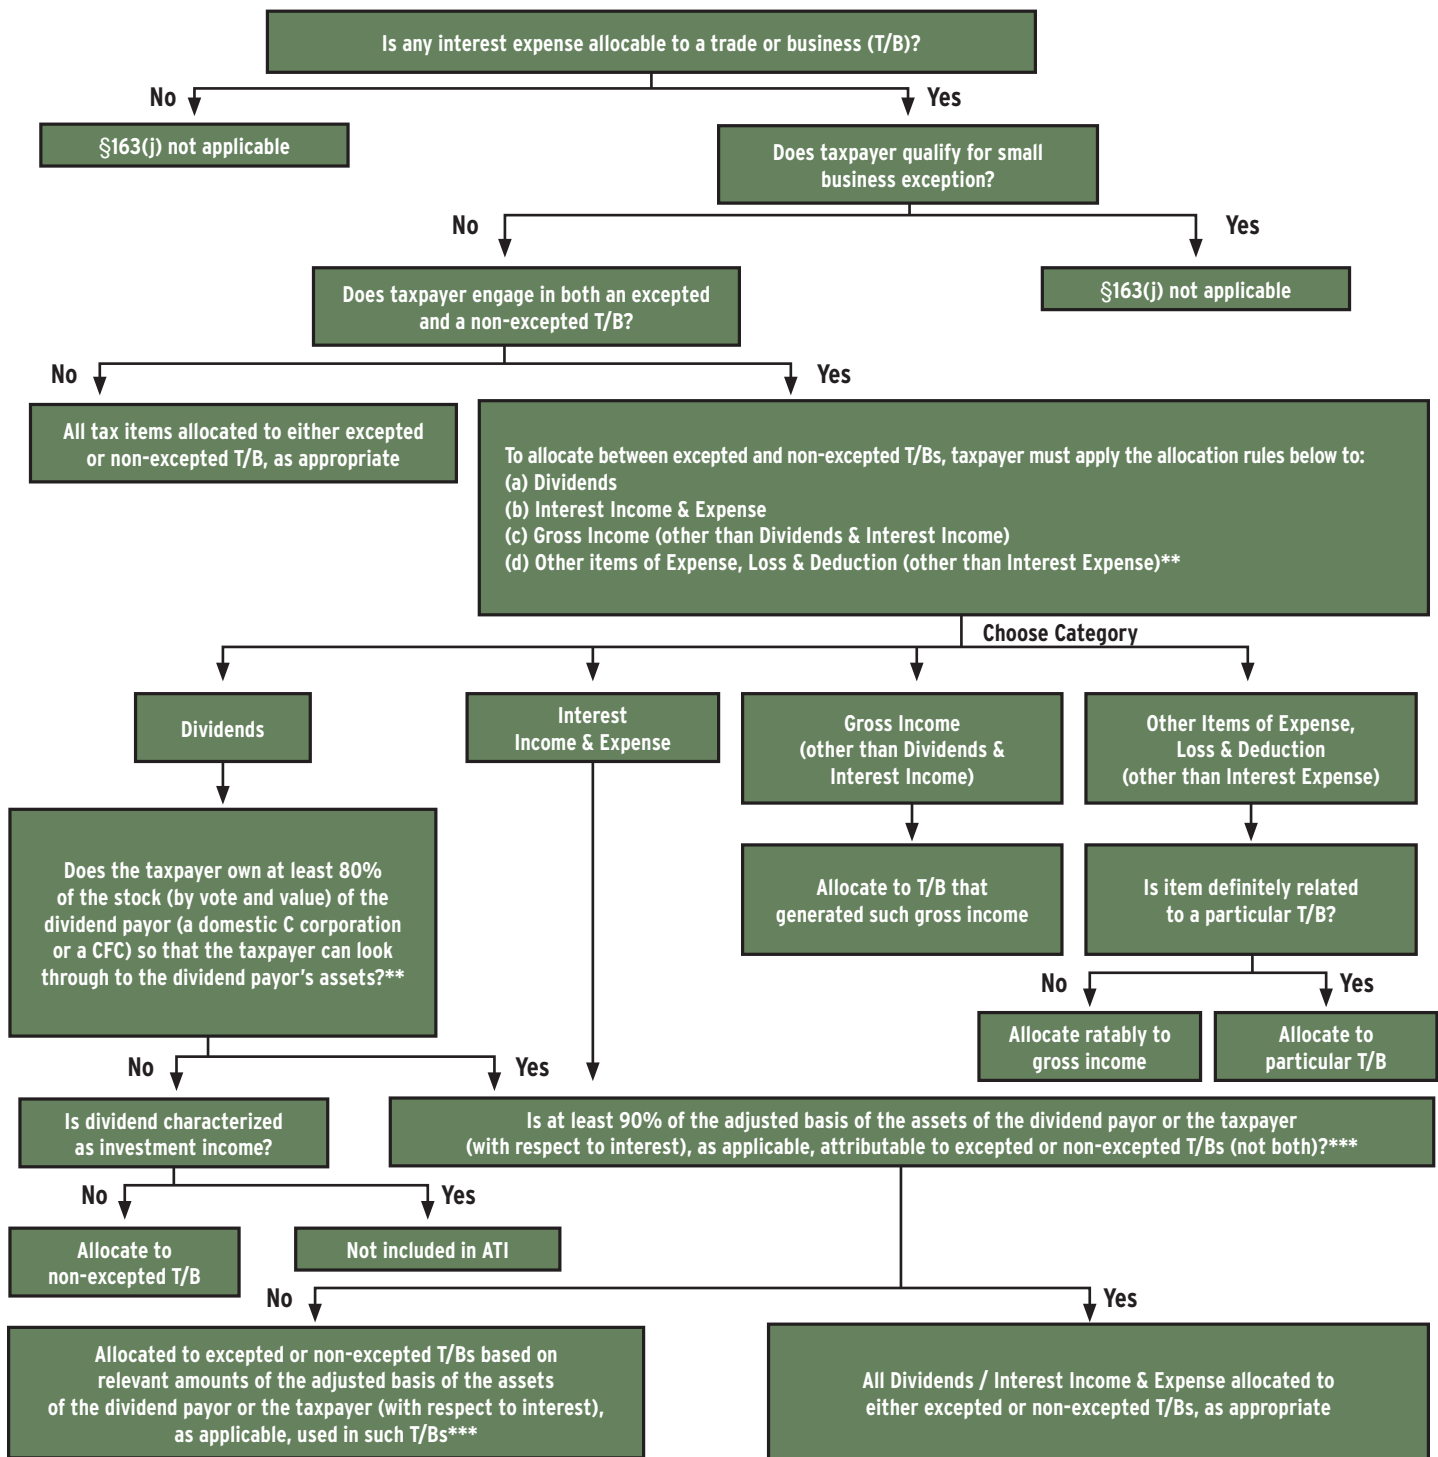 Is any interest expense allocable to a trade or business (T/B)?
No
Yes
§163(j) not applicable
Does taxpayer qualify for small
business exception?
No
Yes
Does taxpayer engage in both an excepted
and a non-excepted T/B?
§163(j) not applicable
No
Yes
All tax items allocated to either excepted
or non-excepted T/B, as appropriate
To allocate between excepted and non-excepted T/Bs, taxpayer must apply the allocation rules below to:
(a) Dividends
(b) Interest Income & Expense
(c) Gross Income (other than Dividends & Interest Income)
(d) Other items of Expense, Loss & Deduction (other than Interest Expense)**
Choose Category
Dividends
Interest
Income & Expense
Gross Income
(other than Dividends &
Interest Income)
Other Items of Expense,
Loss & Deduction
(other than Interest Expense)
Does the taxpayer own at least 80%
of the stock (by vote and value) of the
dividend payor (a domestic C corporation
or a CFC) so that the taxpayer can look
through to the dividend payor's assets?**
Allocate to T/B that
generated such gross income
Is item definitely related
to a particular T/B?
No
Yes
Allocate ratably to
gross income
Allocate to
particular T/B
No
Yes
Is dividend characterized
as investment income?
Is at least 90% of the adjusted basis of the assets of the dividend payor or the taxpayer
(with respect to interest), as applicable, attributable to excepted or non-excepted T/Bs (not both)?***
No
Yes
Allocate to
non-excepted T/B
Not included in ATI
No
Yes
Allocated to excepted or non-excepted T/Bs based on
relevant amounts of the adjusted basis of the assets
of the dividend payor or the taxpayer (with respect to interest),
as applicable, used in such T/Bs***
All Dividends / Interest Income & Expense allocated to
either excepted or non-excepted T/Bs, as appropriate